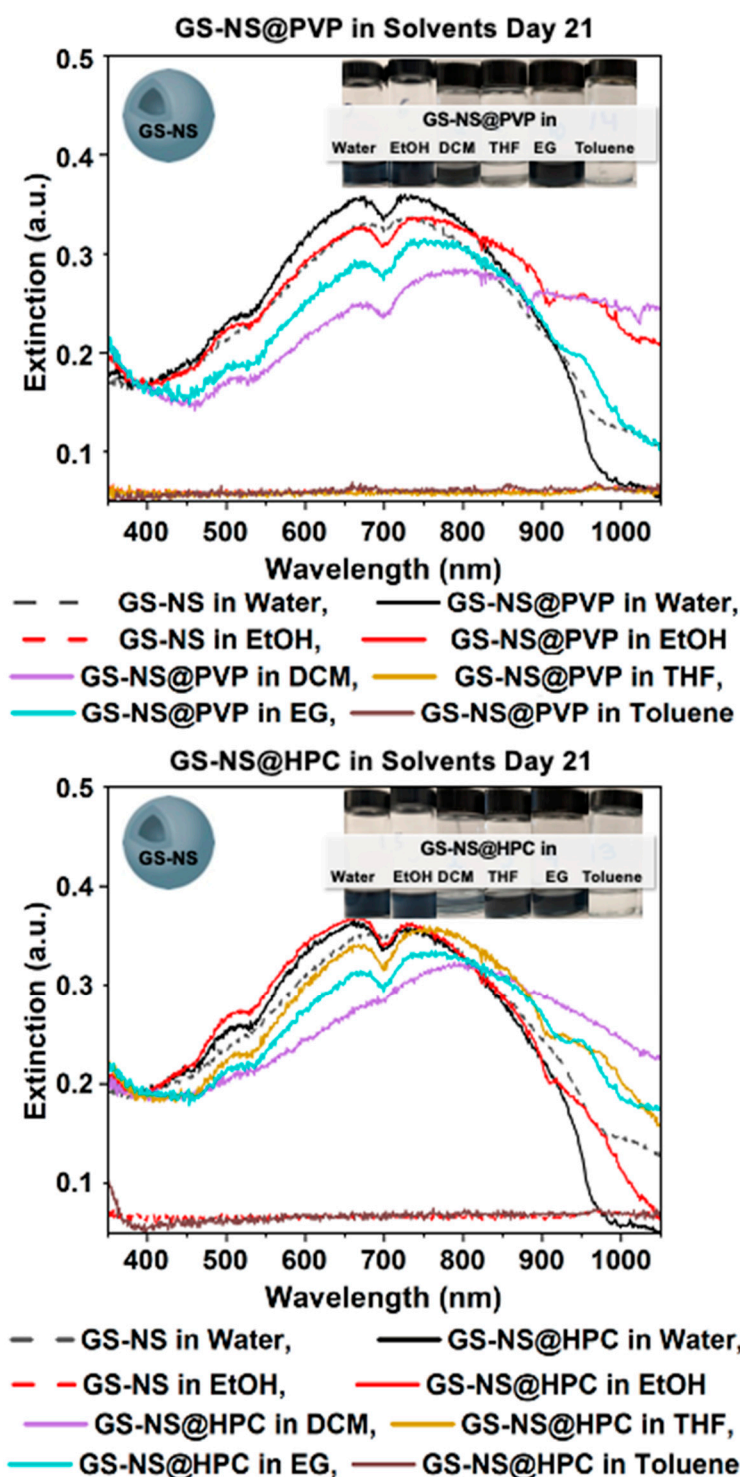 GS-NS@PVP in Solvents Day 21
0.5
GS-NS
GS-NS@PVP in
Water EtOH DCM THF EG Toluene
0.4
0.3
0.2
0.1
Extinction (a.u.)
400 500 600 700 800 900 1000
Wavelength (nm)
GS-NS in Water, GS-NS@PVP in Water,
GS-NS in EtOH, GS-NS@PVP in EtOH
GS-NS@PVP in DCM, GS-NS@PVP in THF,
GS-NS@PVP in EG, GS-NS@PVP in Toluene
GS-NS@HPC in Solvents Day 21
0.5
GS-NS
GS-NS@HPC in
Water EtOH DCM THF EG Toluene
0.4
0.3
0.2
0.1
Extinction (a.u.)
400 500 600 700 800 900 1000
Wavelength (nm)
GS-NS in Water, GS-NS@HPC in Water,
GS-NS in EtOH, GS-NS@HPC in EtOH
GS-NS@HPC in DCM, GS-NS@HPC in THF,
GS-NS@HPC in EG, GS-NS@HPC in Toluene